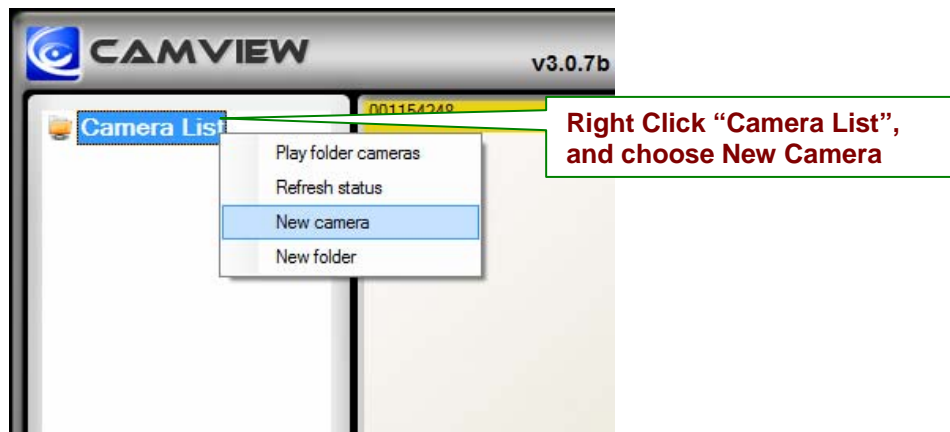 CAMVIEW
v3.0.7b
001154248
Camera List
Right Click “Camera List”,
and choose New Camera
Play folder cameras
Refresh status
New camera
New folder